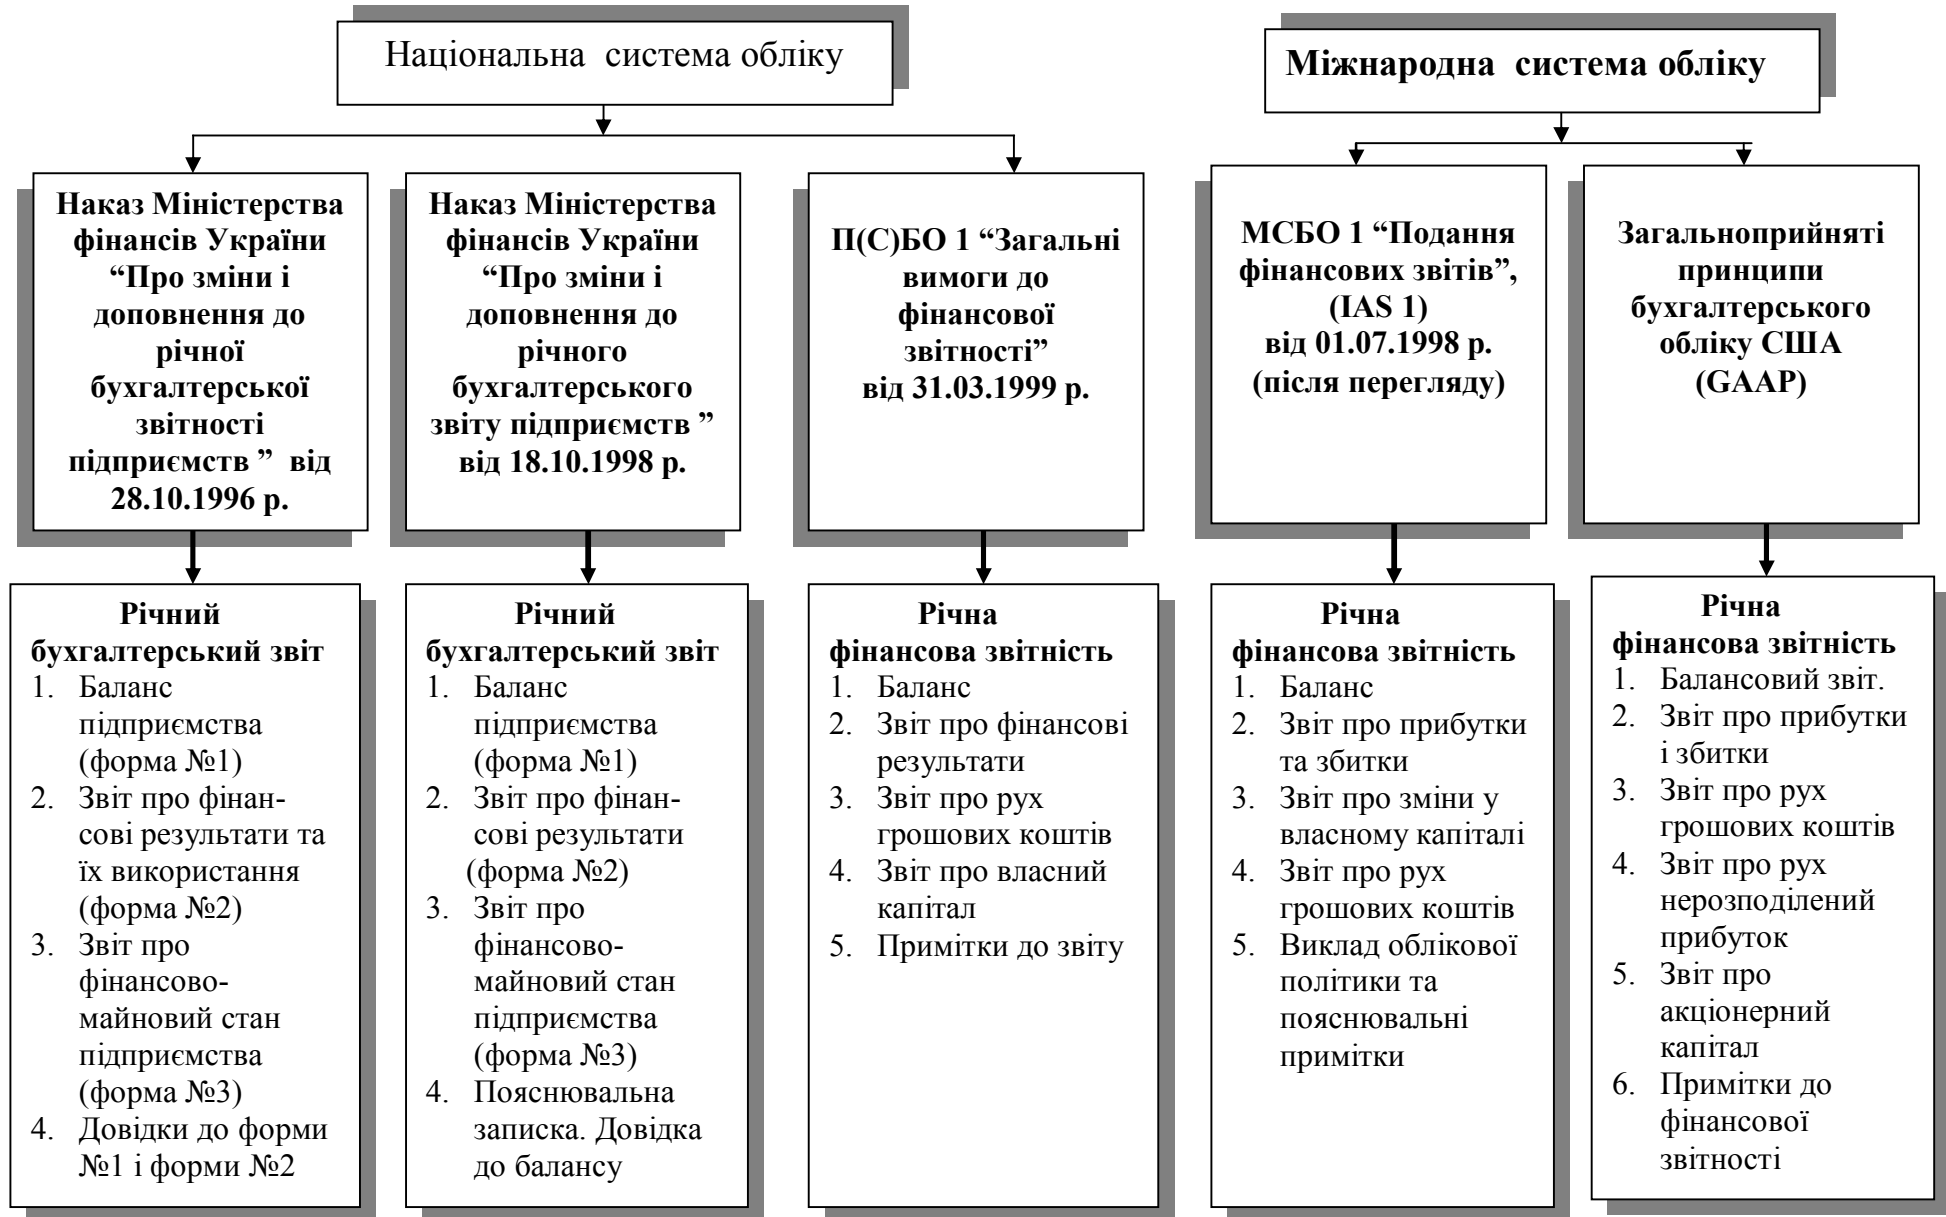 Національна система обліку
Міжнародна система обліку
Наказ Міністерства
фінансів України
“Про зміни і
доповнення до
річної
бухгалтерської
звітності
підприємств ” від
28.10.1996 р.
Наказ Міністерства
фінансів України
“Про зміни і
доповнення до
річного
бухгалтерського
звіту підприємств ”
від 18.10.1998 р.
П(С)БО 1 “Загальні
вимоги до
фінансової
звітності”
від 31.03.1999 р.
МСБО 1 “Подання
фінансових звітів”,
(IAS 1)
від 01.07.1998 р.
(після перегляду)
Загальноприйняті
принципи
бухгалтерського
обліку США
(GAAP)
Річний
бухгалтерський звіт
1. Баланс
підприємства
(форма №1)
2. Звіт про фінан-
сові результати та
їх використання
(форма №2)
3. Звіт про
фінансово-
майновий стан
підприємства
(форма №3)
4. Довідки до форми
№1 і форми №2
Річний
бухгалтерський звіт
1. Баланс
підприємства
(форма №1)
2. Звіт про фінан-
сові результати
(форма №2)
3. Звіт про
фінансово-
майновий стан
підприємства
(форма №3)
4. Пояснювальна
записка. Довідка
до балансу
Річна
фінансова звітність
1. Баланс
2. Звіт про фінансові
результати
3. Звіт про рух
грошових коштів
4. Звіт про власний
капітал
5. Примітки до звіту
Річна
фінансова звітність
1. Баланс
2. Звіт про прибутки
та збитки
3. Звіт про зміни у
власному капіталі
4. Звіт про рух
грошових коштів
5. Виклад облікової
політики та
пояснювальні
примітки
Річна
фінансова звітність
1. Балансовий звіт.
2. Звіт про прибутки
і збитки
3. Звіт про рух
грошових коштів
4. Звіт про рух
нерозподілений
прибуток
5. Звіт про
акціонерний
капітал
6. Примітки до
фінансової
звітності